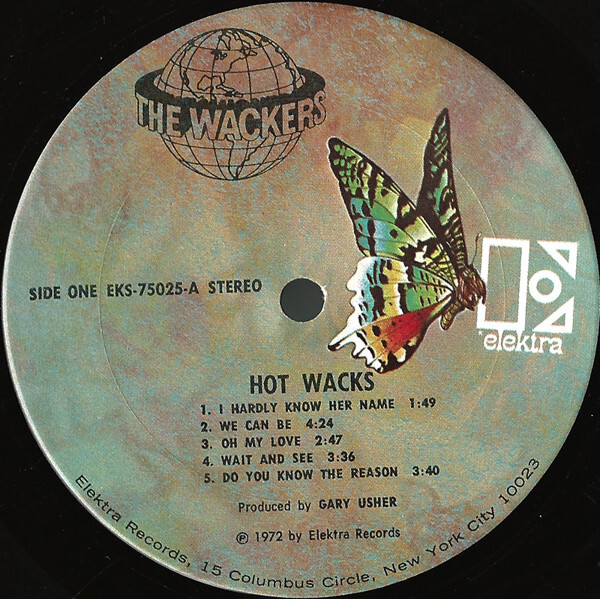 THE WACKERS
SIDE ONE EKS-75025-A STEREO
elektra
HOT WACKS
1. I HARDLY KNOW HER NAME 1:49
2. WE CAN BE 4:24
3. OH MY LOVE 2:47
4. WAIT AND SEE 3:36
5. DO YOU KNOW THE REASON 3:40
Produced by GARY USHER
℗ 1972 by Elektra Records
Elektra Records, 15 Columbus Circle, New York City 10023